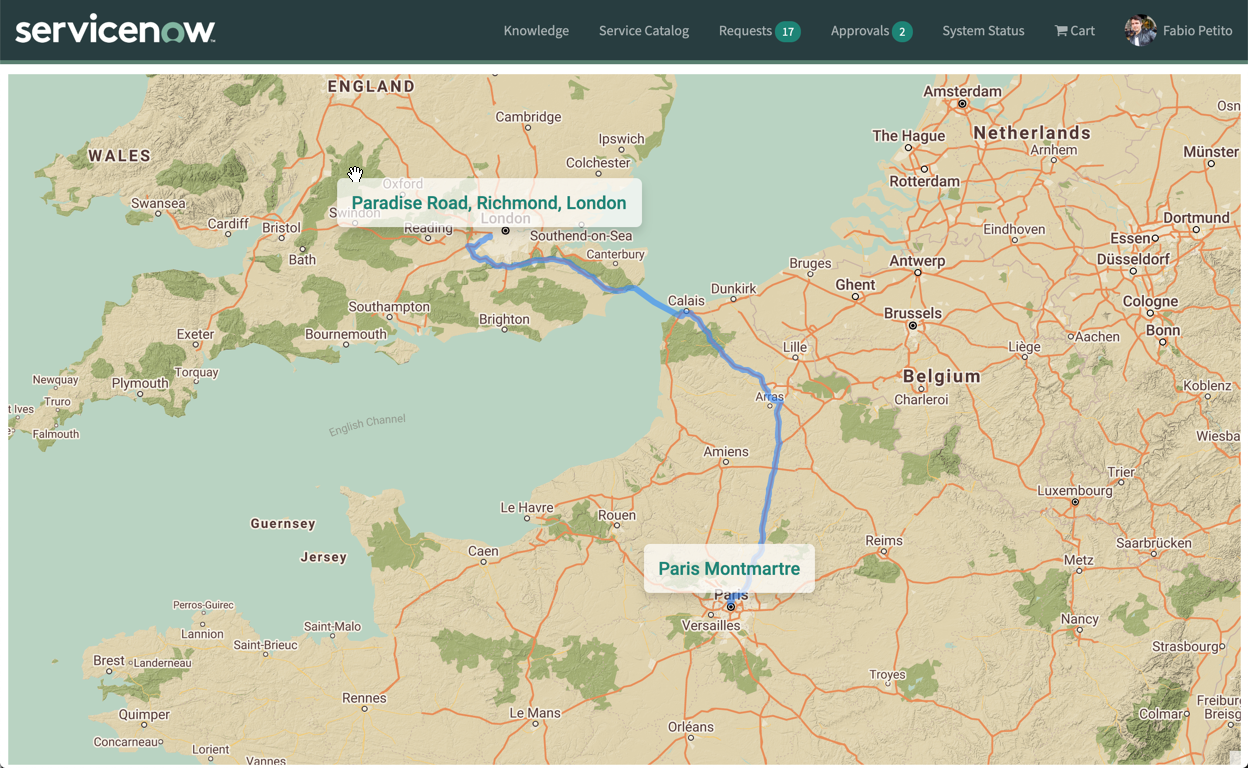 servicenow
Knowledge
Service Catalog
Requests 17
Approvals 2
System Status
Cart
Fabio Petito
ENGLAND
Cambridge
Ipswich
Colchester
WALES
Swansea
Cardiff
Bristol
Bath
Oxford
Swindon
Reading
Paradise Road, Richmond, London
London
Southend-on-Sea
Canterbury
Southampton
Brighton
Bournemouth
Exeter
Torquay
Plymouth
Newquay
Truro
t Ives
Falmouth
English Channel
Guernsey
Jersey
Amsterdam
The Hague
Netherlands
Arnhem
Rotterdam
Osn
Münster
Dortmund
Essen
Düsseldorf
Eindhoven
Antwerp
Bruges
Ghent
Dunkirk
Calais
Brussels
Cologne
Bonn
Aachen
Liège
Lille
Belgium
Charleroi
Koblenz
Arras
Wiesba
Amiens
Trier
Luxembourg
Le Havre
Rouen
Reims
Saarbrücken
Metz
Caen
Paris Montmartre
Paris
Versailles
Nancy
Strasbourg
Perros-Guirec
Lannion
Saint-Malo
Saint-Brieuc
Brest
Landerneau
Troyes
Rennes
Le Mans
Orléans
Quimper
Concarneau
Lorient
Vannes
Colmar
Freibur
Breisg